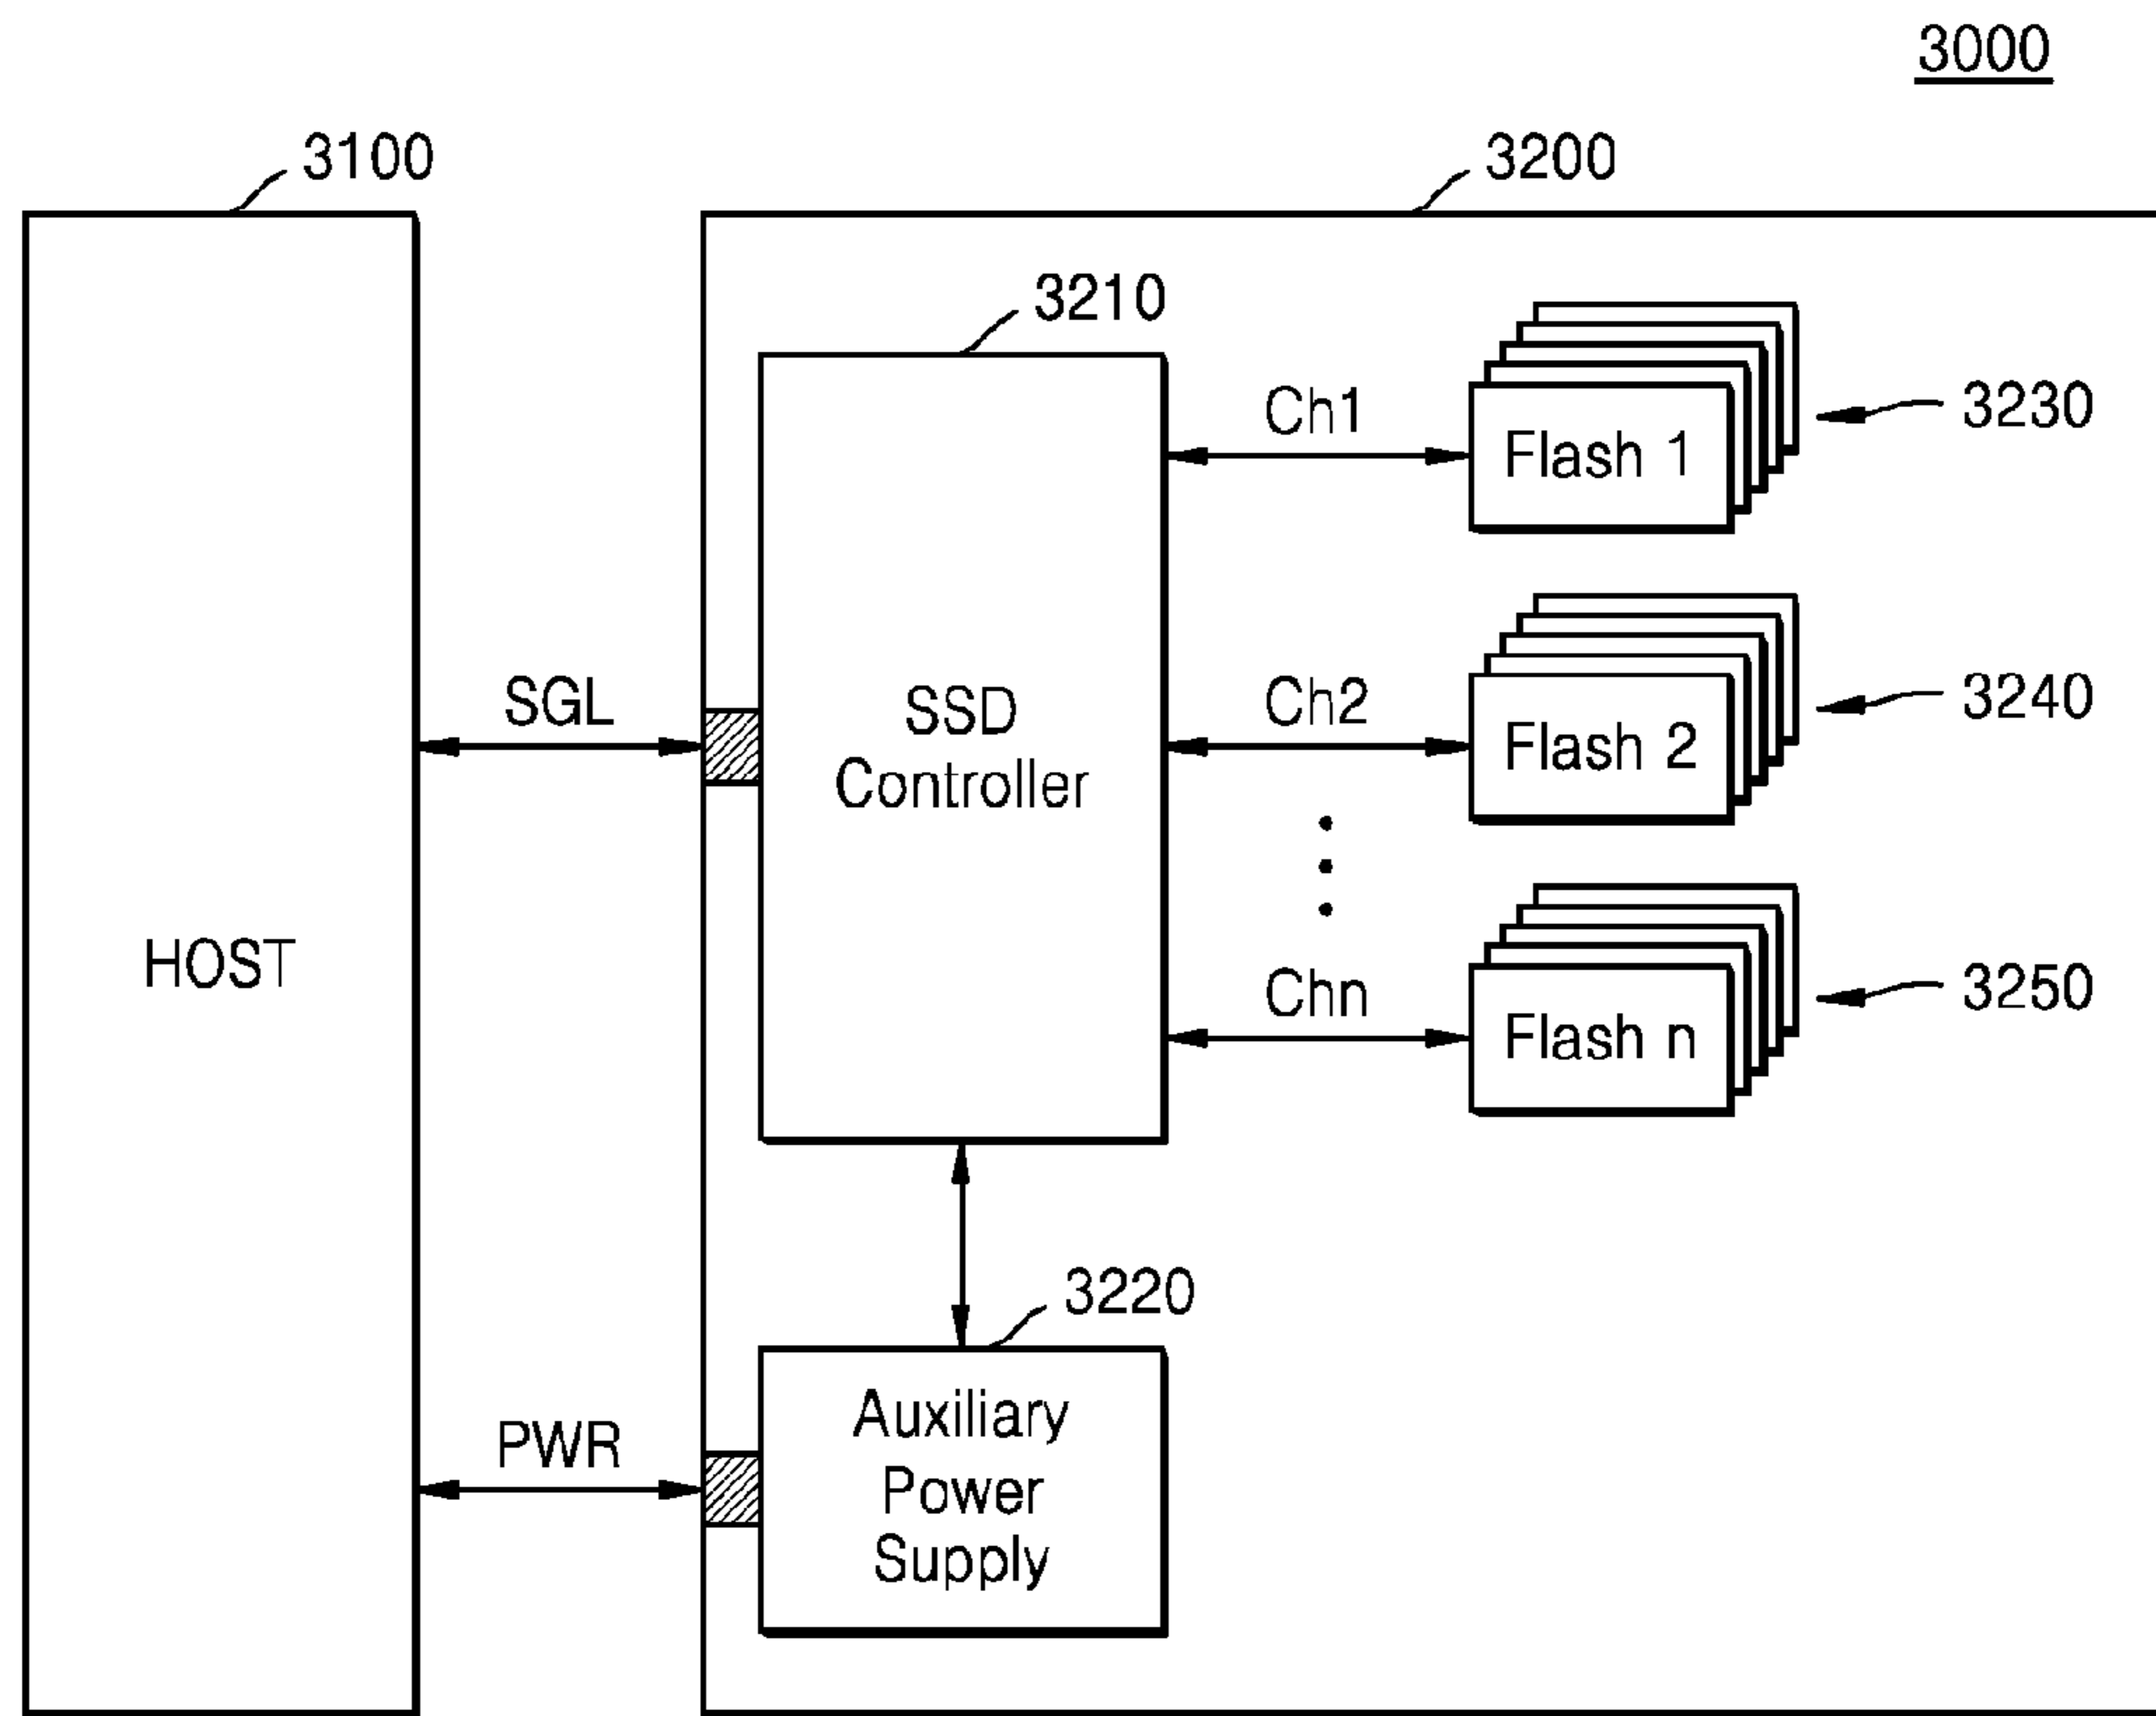 3000
3100
3200
3210
Ch1
Flash 1
3230
SGL
SSD
Controller
Ch2
Flash 2
3240
HOST
Chn
Flash n
3250
3220
PWR
Auxiliary
Power
Supply